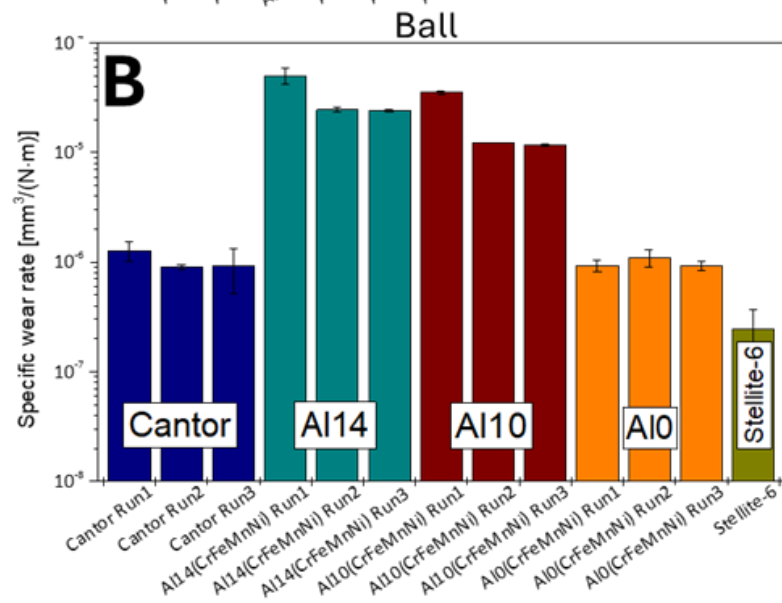 Ball
B
Specific wear rate [mm³/(N·m)]
10⁻⁴
10⁻⁵
10⁻⁶
10⁻⁷
10⁻⁸
Cantor
Al14
Al10
Al0
Stellite-6
Cantor Run1
Cantor Run2
Cantor Run3
Al14(CrFeMnNi) Run1
Al14(CrFeMnNi) Run2
Al14(CrFeMnNi) Run3
Al10(CrFeMnNi) Run1
Al10(CrFeMnNi) Run2
Al10(CrFeMnNi) Run3
Al0(CrFeMnNi) Run1
Al0(CrFeMnNi) Run2
Al0(CrFeMnNi) Run3
Stellite-6